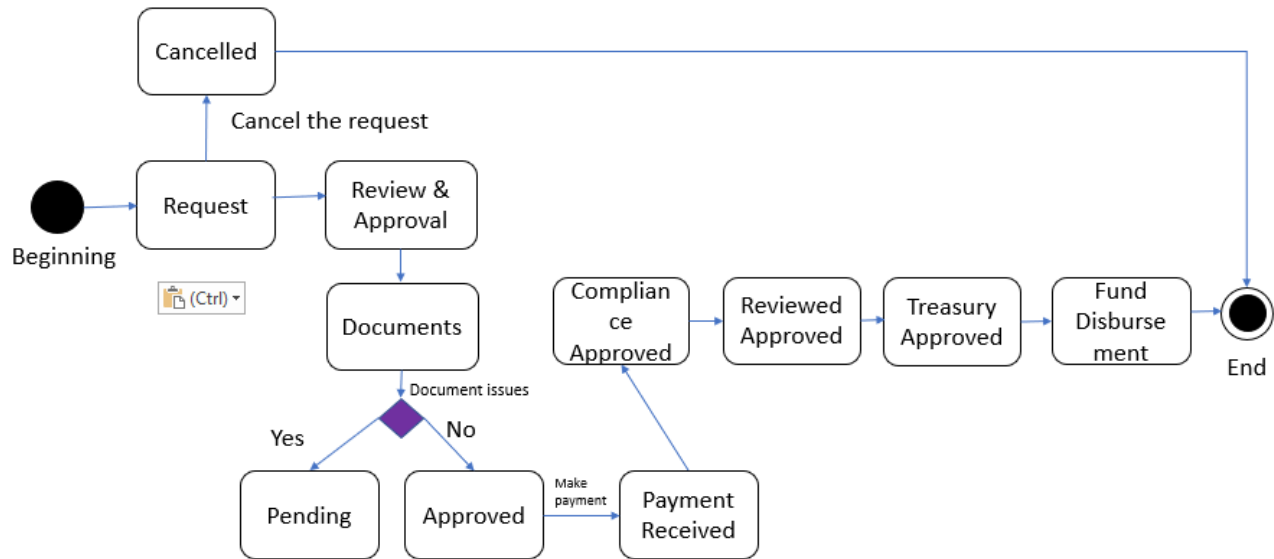 Cancelled
Cancel the request
Beginning
Request
Review &
Approval
(Ctrl)
Documents
Document issues
Yes
No
Pending
Approved
Make
payment
Payment
Received
Complian
ce
Approved
Reviewed
Approved
Treasury
Approved
Fund
Disburse
ment
End